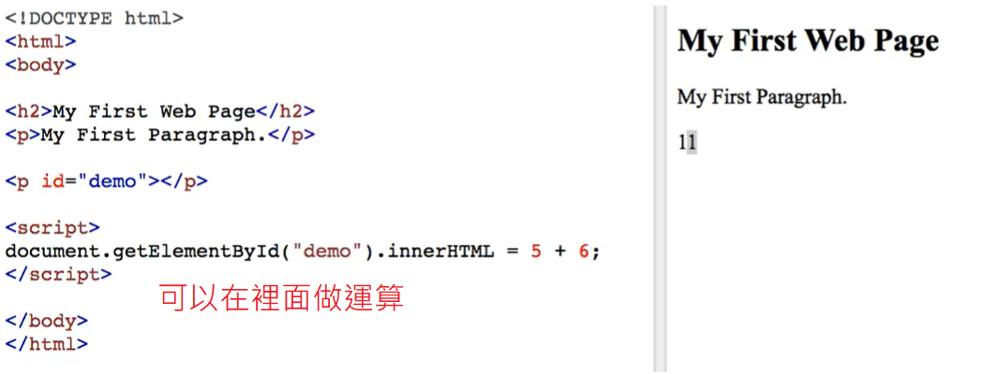 <!DOCTYPE html>
<html>
<body>
<h2>My First Web Page</h2>
<p>My First Paragraph.</p>
<p id="demo"></p>
<script>
document.getElementById("demo").innerHTML = 5 + 6;
</script>
可以在裡面做運算
</body>
</html>
My First Web Page
My First Paragraph.
11